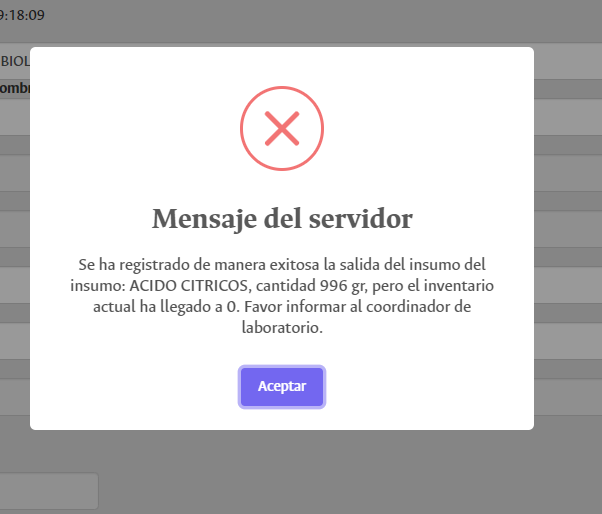 9:18:09
BIOL
ombr
Mensaje del servidor
Se ha registrado de manera exitosa la salida del insumo del
insumo: ACIDO CITRICOS, cantidad 996 gr, pero el inventario
actual ha llegado a 0. Favor informar al coordinador de
laboratorio.
Aceptar